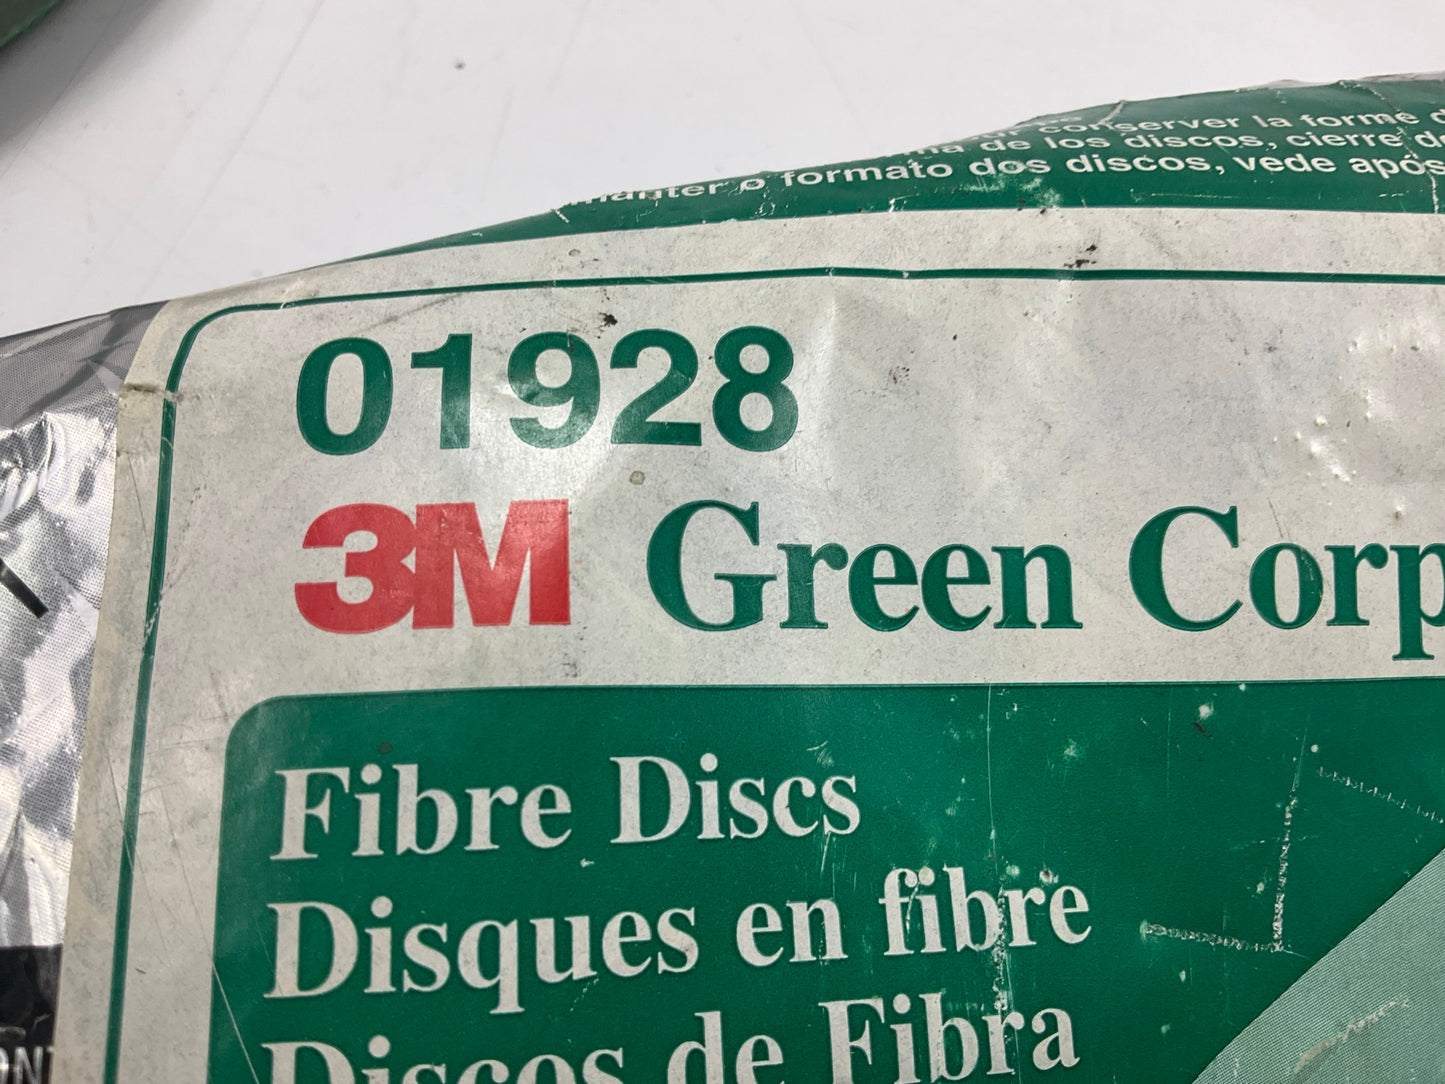 conserver la forme
de los discos, cierre
manter o formato dos discos, vede após
01928
3M Green Corp
Fibre Discs
Disques en fibre
Discos de Fibra